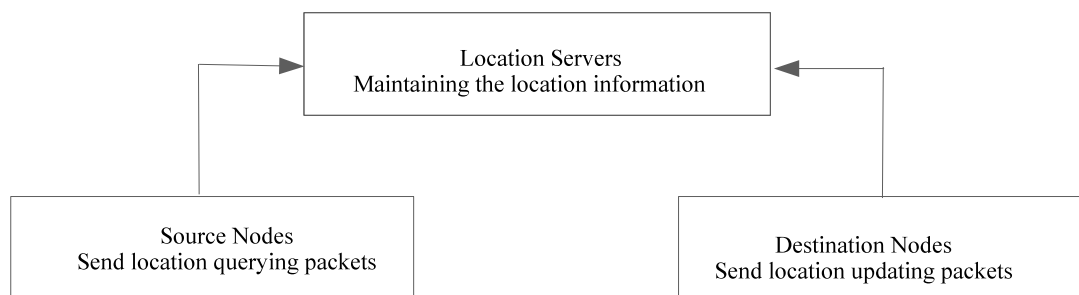 Location Servers
Maintaining the location information
Source Nodes
Send location querying packets
Destination Nodes
Send location updating packets